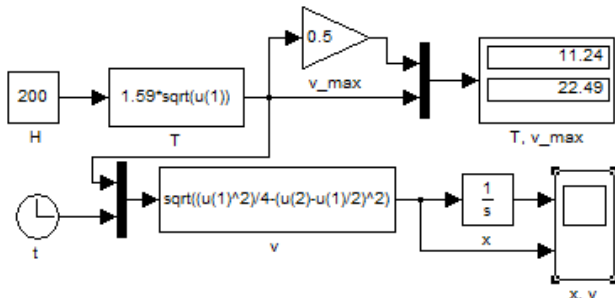 0.5
11.24
200
1.59*sqrt(u(1))
22.49
v_max
H
T
T, v_max
sqrt((u(1)^2)/4-(u(2)-u(1)/2)^2)
1
s
t
v
x
x, v